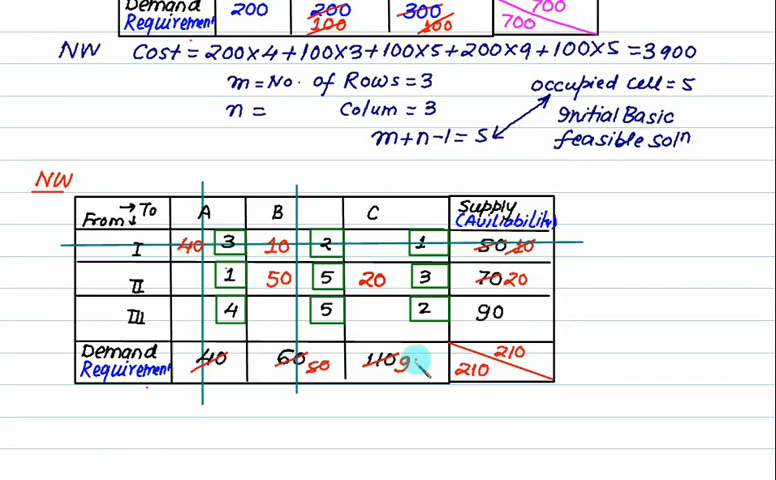 Demand 200 200 300 700
Requirement 100 100 700
NW Cost = 200×4+100×3+100×5+200×9+100×5 = 3900
m = No. of Rows = 3 occupied cell = 5
n = Colum = 3 Initial Basic
m+n-1 = 5 feasible soln
NW
From↓ →To A B C Supply (Avilability)
I 40 3 10 2 1 50 10
II 1 50 5 20 3 70 20
III 4 5 2 90
Demand 40 60 50 110 9 210
Requirement 210